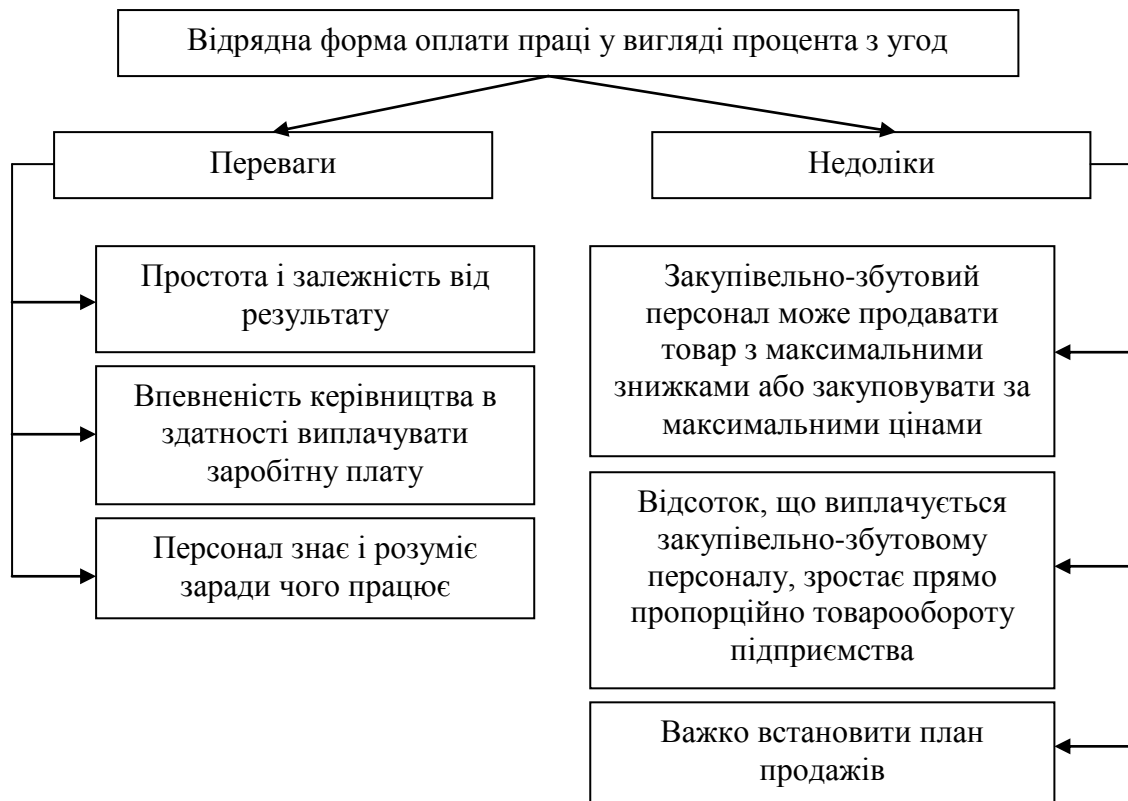 Відрядна форма оплати праці у вигляді процента з угод
Переваги
Недоліки
Простота і залежність від
результату
Впевненість керівництва в
здатності виплачувати
заробітну плату
Персонал знає і розуміє
заради чого працює
Закупівельно-збутовий
персонал може продавати
товар з максимальними
знижками або закуповувати за
максимальними цінами
Відсоток, що виплачується
закупівельно-збутовому
персоналу, зростає прямо
пропорційно товарообороту
підприємства
Важко встановити план
продажів